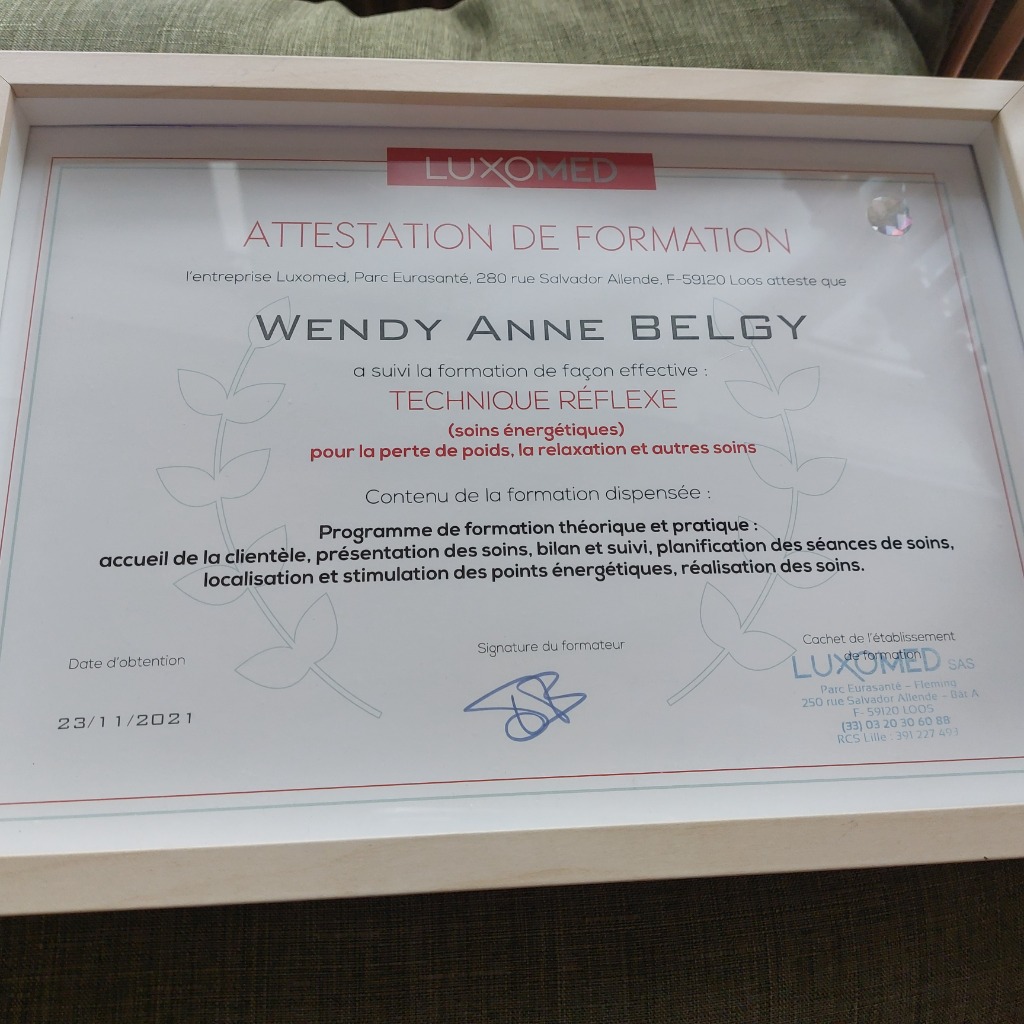 LUXOMED
ATTESTATION DE FORMATION
l'entreprise Luxomed, Parc Eurasanté, 280 rue Salvador Allende, F-59120 Loos atteste que
WENDY ANNE BELGY
a suivi la formation de façon effective :
TECHNIQUE RÉFLEXE
(soins énergétiques)
pour la perte de poids, la relaxation et autres soins
Contenu de la formation dispensée :
Programme de formation théorique et pratique :
accueil de la clientèle, présentation des soins, bilan et suivi, planification des séances de soins,
localisation et stimulation des points énergétiques, réalisation des soins.
Date d'obtention
23/11/2021
Signature du formateur
Cachet de l'établissement
de formation
LUXOMED SAS
Parc Eurasanté - Fleming
250 rue Salvador Allende - Bât A
F-59120 LOOS
(33) 03 20 30 60 88
RCS Lille : 391 227 493